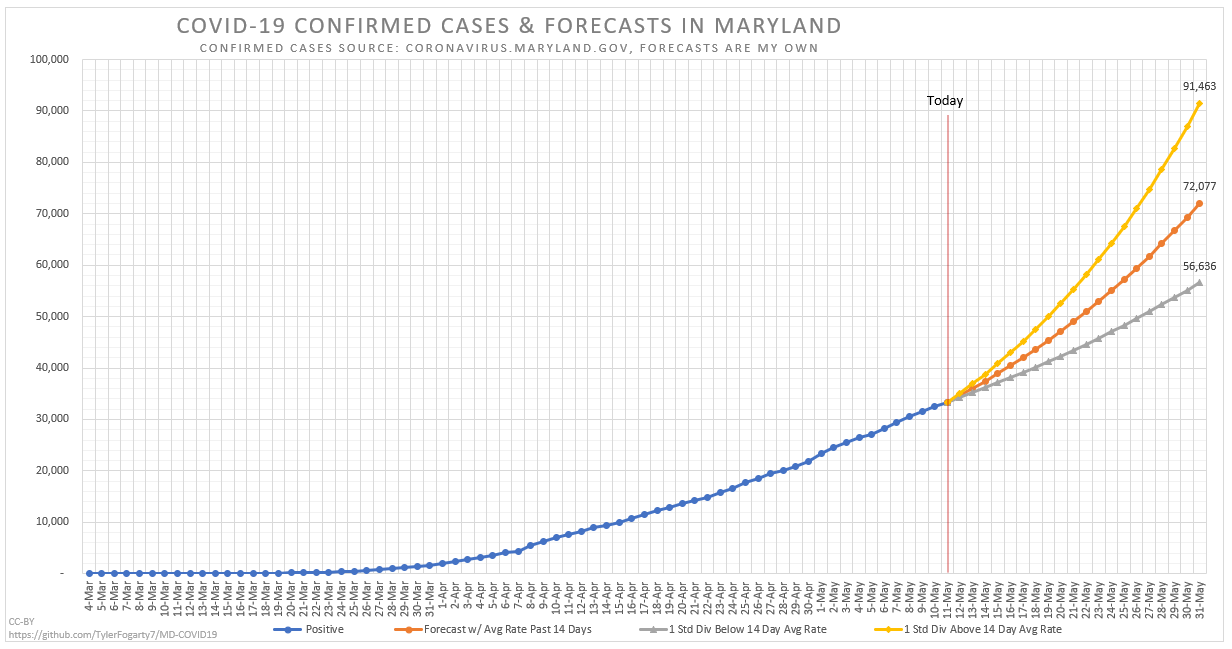 COVID-19 CONFIRMED CASES & FORECASTS IN MARYLAND
CONFIRMED CASES SOURCE: CORONAVIRUS.MARYLAND.GOV, FORECASTS ARE MY OWN
100,000
90,000
80,000
70,000
60,000
50,000
40,000
30,000
20,000
10,000
-
Today
91,463
72,077
56,636
4-Mar
5-Mar
6-Mar
7-Mar
8-Mar
9-Mar
10-Mar
11-Mar
12-Mar
13-Mar
14-Mar
15-Mar
16-Mar
17-Mar
18-Mar
19-Mar
20-Mar
21-Mar
22-Mar
23-Mar
24-Mar
25-Mar
26-Mar
27-Mar
28-Mar
29-Mar
30-Mar
31-Mar
1-Apr
2-Apr
3-Apr
4-Apr
5-Apr
6-Apr
7-Apr
8-Apr
9-Apr
10-Apr
11-Apr
12-Apr
13-Apr
14-Apr
15-Apr
16-Apr
17-Apr
18-Apr
19-Apr
20-Apr
21-Apr
22-Apr
23-Apr
24-Apr
25-Apr
26-Apr
27-Apr
28-Apr
29-Apr
30-Apr
1-May
2-May
3-May
4-May
5-May
6-May
7-May
8-May
9-May
10-May
11-May
12-May
13-May
14-May
15-May
16-May
17-May
18-May
19-May
20-May
21-May
22-May
23-May
24-May
25-May
26-May
27-May
28-May
29-May
30-May
31-May
CC-BY
https://github.com/TylerFogarty7/MD-COVID19
Positive
Forecast w/ Avg Rate Past 14 Days
1 Std Div Below 14 Day Avg Rate
1 Std Div Above 14 Day Avg Rate